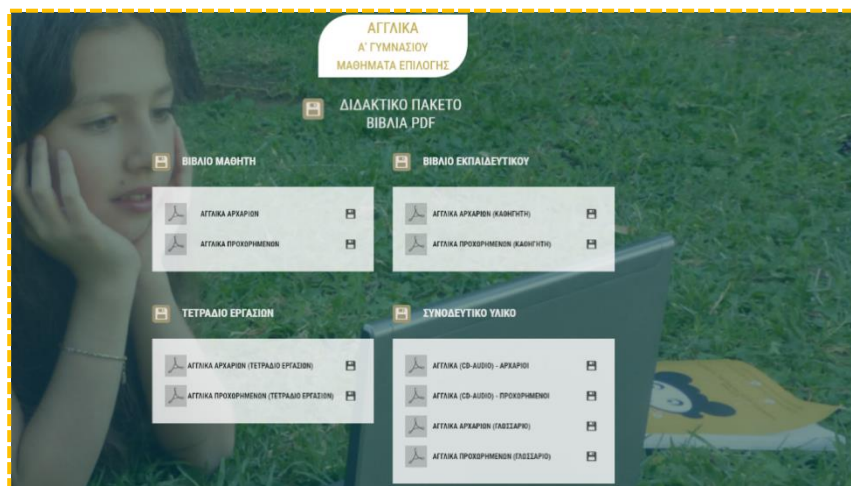 ΑΓΓΛΙΚΑ
Α΄ ΓΥΜΝΑΣΙΟΥ
ΜΑΘΗΜΑΤΑ ΕΠΙΛΟΓΗΣ
ΔΙΔΑΚΤΙΚΟ ΠΑΚΕΤΟ
ΒΙΒΛΙΑ PDF
ΒΙΒΛΙΟ ΜΑΘΗΤΗ
ΑΓΓΛΙΚΑ ΑΡΧΑΡΙΩΝ
ΑΓΓΛΙΚΑ ΠΡΟΧΩΡΗΜΕΝΩΝ
ΒΙΒΛΙΟ ΕΚΠΑΙΔΕΥΤΙΚΟΥ
ΑΓΓΛΙΚΑ ΑΡΧΑΡΙΩΝ (ΚΑΘΗΓΗΤΗ)
ΑΓΓΛΙΚΑ ΠΡΟΧΩΡΗΜΕΝΩΝ (ΚΑΘΗΓΗΤΗ)
ΤΕΤΡΑΔΙΟ ΕΡΓΑΣΙΩΝ
ΑΓΓΛΙΚΑ ΑΡΧΑΡΙΩΝ (ΤΕΤΡΑΔΙΟ ΕΡΓΑΣΙΩΝ)
ΑΓΓΛΙΚΑ ΠΡΟΧΩΡΗΜΕΝΩΝ (ΤΕΤΡΑΔΙΟ ΕΡΓΑΣΙΩΝ)
ΣΥΝΟΔΕΥΤΙΚΟ ΥΛΙΚΟ
ΑΓΓΛΙΚΑ (CD-AUDIO) - ΑΡΧΑΡΙΟΙ
ΑΓΓΛΙΚΑ (CD-AUDIO) - ΠΡΟΧΩΡΗΜΕΝΟΙ
ΑΓΓΛΙΚΑ ΑΡΧΑΡΙΩΝ (ΓΛΩΣΣΑΡΙΟ)
ΑΓΓΛΙΚΑ ΠΡΟΧΩΡΗΜΕΝΩΝ (ΓΛΩΣΣΑΡΙΟ)